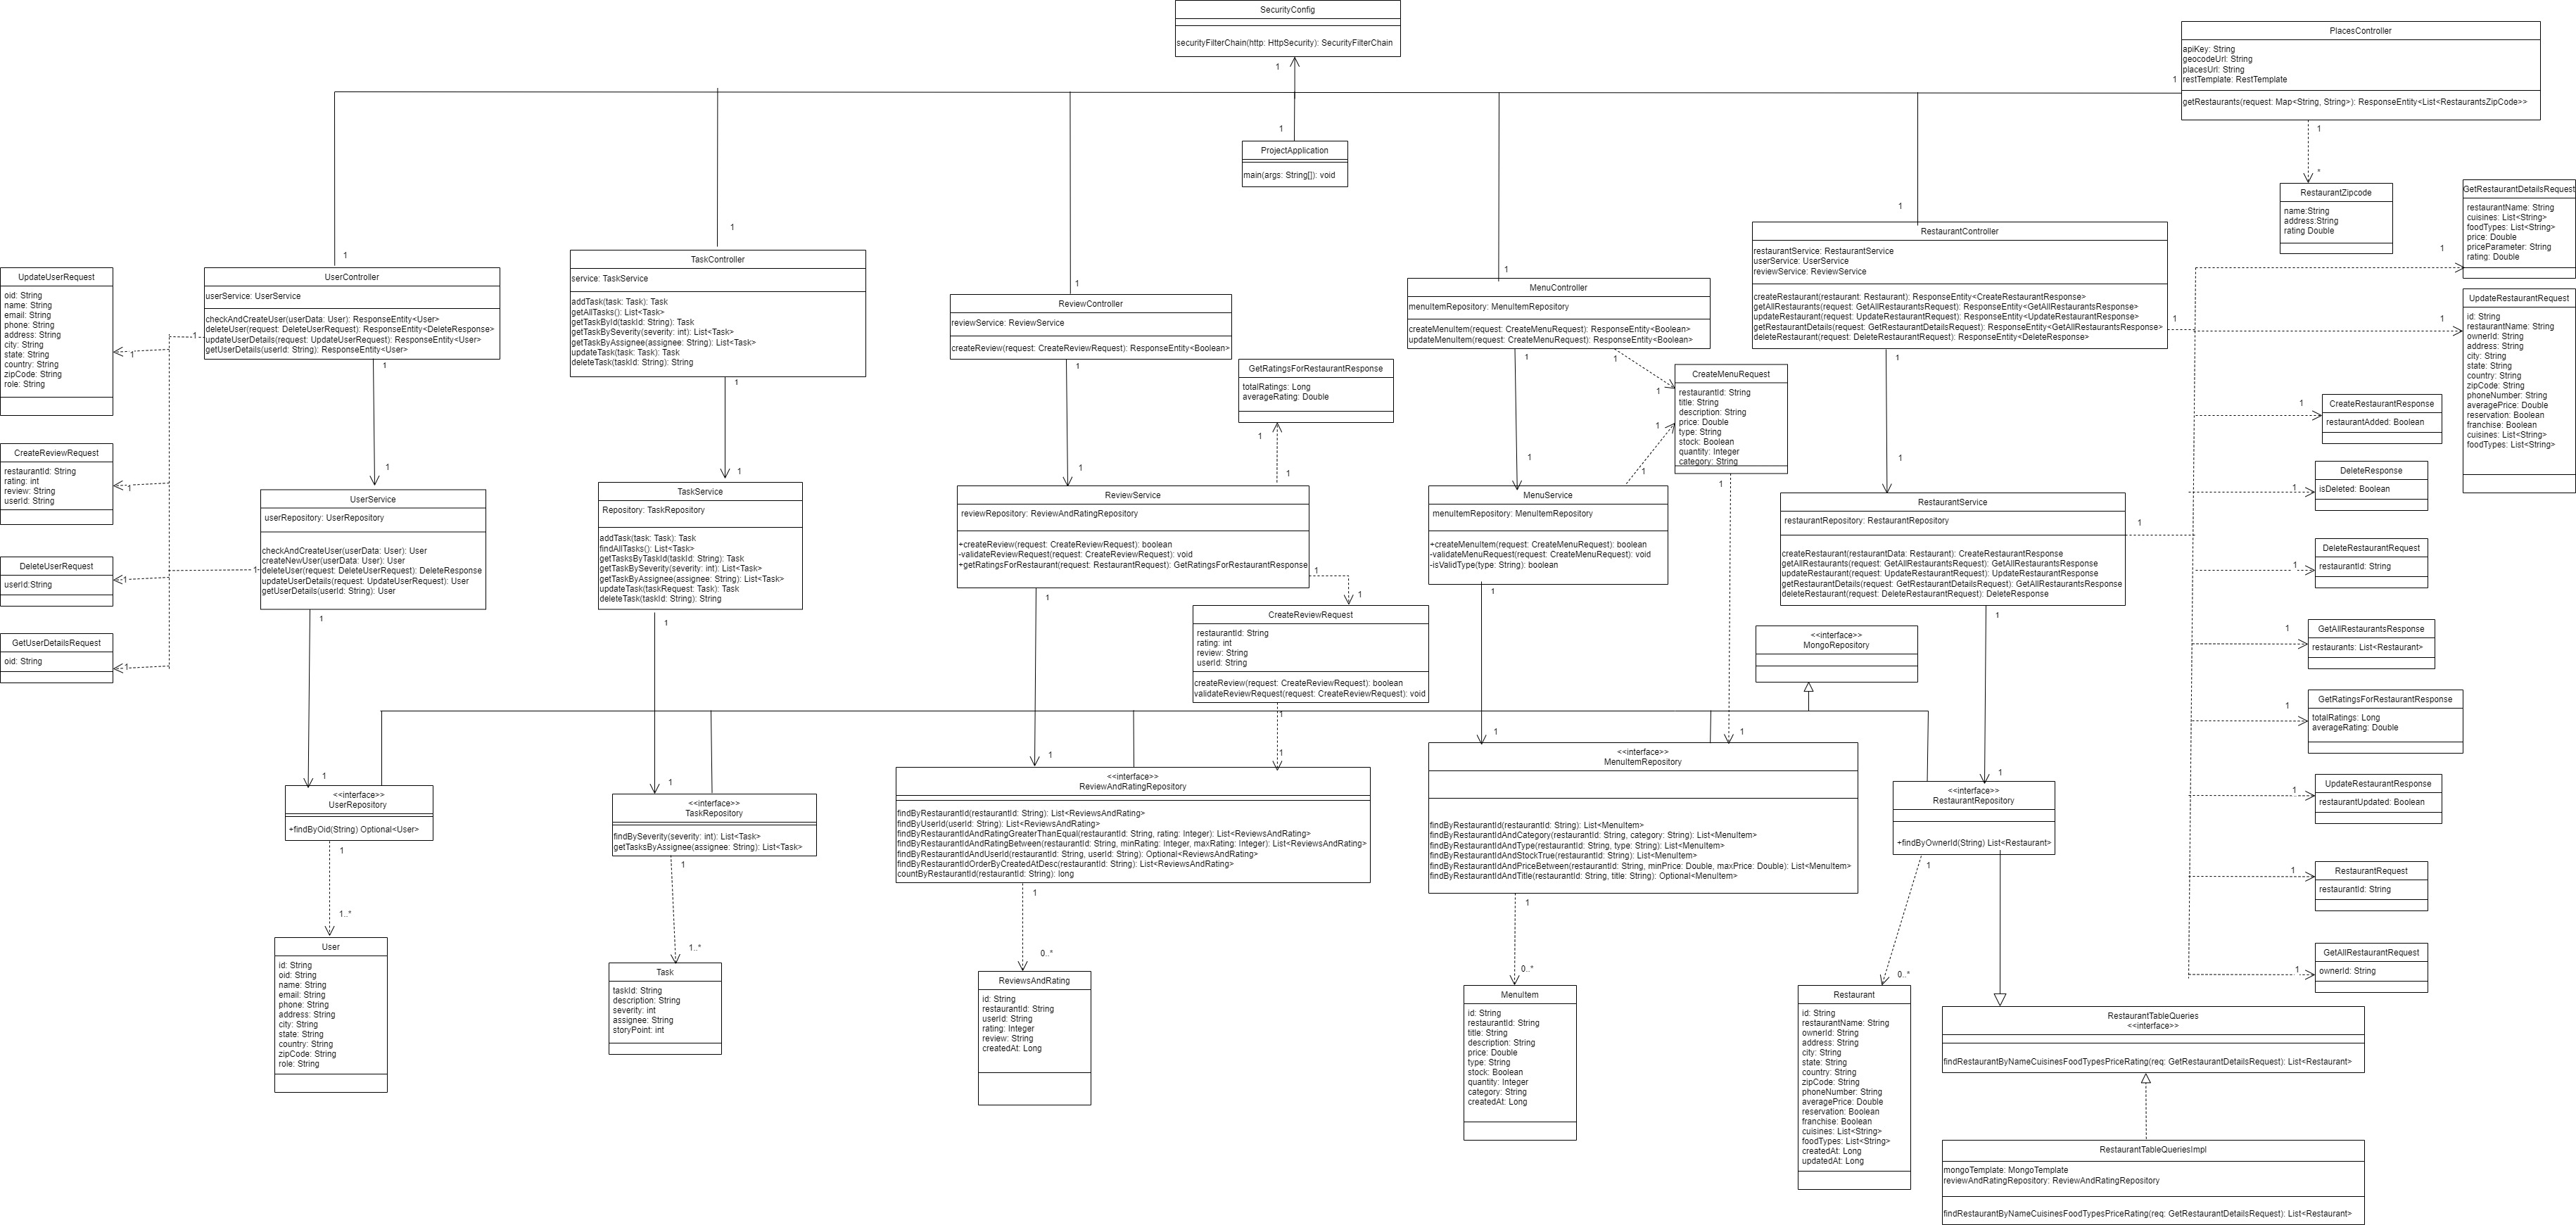 SecurityConfig
securityFilterChain(http: HttpSecurity): SecurityFilterChain
1
PlacesController
apiKey: String
geocodeUrl: String
placesUrl: String
restTemplate: RestTemplate
getRestaurants(request: Map<String, String>): ResponseEntity<List<RestaurantsZipCode>>
1
1
*
1
ProjectApplication
main(args: String[]): void
RestaurantZipcode
name:String
address:String
rating Double
GetRestaurantDetailsRequest
restaurantName: String
cuisines: List<String>
foodTypes: List<String>
price: Double
priceParameter: String
rating: Double
1
1
1
1
1
1
UpdateUserRequest
oid: String
name: String
email: String
phone: String
address: String
city: String
state: String
country: String
zipCode: String
role: String
1
1
UserController
userService: UserService
checkAndCreateUser(userData: User): ResponseEntity<User>
deleteUser(request: DeleteUserRequest): ResponseEntity<DeleteResponse>
updateUserDetails(request: UpdateUserRequest): ResponseEntity<User>
getUserDetails(userId: String): ResponseEntity<User>
1
TaskController
service: TaskService
addTask(task: Task): Task
getAllTasks(): List<Task>
getTaskById(taskId: String): Task
getTaskBySeverity(severity: int): List<Task>
getTaskByAssignee(assignee: String): List<Task>
updateTask(task: Task): Task
deleteTask(taskId: String): String
1
ReviewController
reviewService: ReviewService
createReview(request: CreateReviewRequest): ResponseEntity<Boolean>
1
MenuController
menuItemRepository: MenuItemRepository
createMenuItem(request: CreateMenuRequest): ResponseEntity<Boolean>
updateMenuItem(request: CreateMenuRequest): ResponseEntity<Boolean>
1
1
1
RestaurantController
restaurantService: RestaurantService
userService: UserService
reviewService: ReviewService
createRestaurant(restaurant: Restaurant): ResponseEntity<CreateRestaurantResponse>
getAllRestaurants(request: GetAllRestaurantsRequest): ResponseEntity<GetAllRestaurantsResponse>
updateRestaurant(request: UpdateRestaurantRequest): ResponseEntity<UpdateRestaurantResponse>
getRestaurantDetails(request: GetRestaurantDetailsRequest): ResponseEntity<GetAllRestaurantsResponse>
deleteRestaurant(request: DeleteRestaurantRequest): ResponseEntity<DeleteResponse>
1
1
1
UpdateRestaurantRequest
id: String
restaurantName: String
ownerId: String
address: String
city: String
state: String
country: String
zipCode: String
phoneNumber: String
averagePrice: Double
reservation: Boolean
franchise: Boolean
cuisines: List<String>
foodTypes: List<String>
GetRatingsForRestaurantResponse
totalRatings: Long
averageRating: Double
1
1
CreateMenuRequest
restaurantId: String
title: String
description: String
price: Double
type: String
stock: Boolean
quantity: Integer
category: String
1
1
1
CreateRestaurantResponse
restaurantAdded: Boolean
1
CreateReviewRequest
restaurantId: String
rating: int
review: String
userId: String
1
DeleteUserRequest
userId:String
1
GetUserDetailsRequest
oid: String
1
1
1
UserService
userRepository: UserRepository
checkAndCreateUser(userData: User): User
createNewUser(userData: User): User
deleteUser(request: DeleteUserRequest): DeleteResponse
updateUserDetails(request: UpdateUserRequest): User
getUserDetails(userId: String): User
1
1
TaskService
Repository: TaskRepository
addTask(task: Task): Task
findAllTasks(): List<Task>
getTasksByTaskId(taskId: String): Task
getTaskBySeverity(severity: int): List<Task>
getTaskByAssignee(assignee: String): List<Task>
updateTask(taskRequest: Task): Task
deleteTask(taskId: String): String
1
1
ReviewService
reviewRepository: ReviewAndRatingRepository
+createReview(request: CreateReviewRequest): boolean
-validateReviewRequest(request: CreateReviewRequest): void
+getRatingsForRestaurant(request: RestaurantRequest): GetRatingsForRestaurantResponse
1
1
1
1
MenuService
menuItemRepository: MenuItemRepository
+createMenuItem(request: CreateMenuRequest): boolean
-validateMenuRequest(request: CreateMenuRequest): void
-isValidType(type: String): boolean
1
1
1
RestaurantService
restaurantRepository: RestaurantRepository
createRestaurant(restaurantData: Restaurant): CreateRestaurantResponse
getAllRestaurants(request: GetAllRestaurantsRequest): GetAllRestaurantsResponse
updateRestaurant(request: UpdateRestaurantRequest): UpdateRestaurantResponse
getRestaurantDetails(request: GetRestaurantDetailsRequest): GetAllRestaurantsResponse
deleteRestaurant(request: DeleteRestaurantRequest): DeleteResponse
1
1
DeleteResponse
isDeleted: Boolean
1
DeleteRestaurantRequest
restaurantId: String
1
GetAllRestaurantsResponse
restaurants: List<Restaurant>
1
GetRatingsForRestaurantResponse
totalRatings: Long
averageRating: Double
1
UpdateRestaurantResponse
restaurantUpdated: Boolean
1
RestaurantRequest
restaurantId: String
1
GetAllRestaurantRequest
ownerId: String
1
CreateReviewRequest
restaurantId: String
rating: int
review: String
userId: String
createReview(request: CreateReviewRequest): boolean
validateReviewRequest(request: CreateReviewRequest): void
1
1
<<interface>>
MongoRepository
1
<<interface>>
UserRepository
+findByOid(String) Optional<User>
1
1..*
1
<<interface>>
TaskRepository
findBySeverity(severity: int): List<Task>
getTasksByAssignee(assignee: String): List<Task>
1
1..*
1
<<interface>>
ReviewAndRatingRepository
findByRestaurantId(restaurantId: String): List<ReviewsAndRating>
findByUserId(userId: String): List<ReviewsAndRating>
findByRestaurantIdAndRatingGreaterThanEqual(restaurantId: String, rating: Integer): List<ReviewsAndRating>
findByRestaurantIdAndRatingBetween(restaurantId: String, minRating: Integer, maxRating: Integer): List<ReviewsAndRating>
findByRestaurantIdAndUserId(restaurantId: String, userId: String): Optional<ReviewsAndRating>
findByRestaurantIdOrderByCreatedAtDesc(restaurantId: String): List<ReviewsAndRating>
countByRestaurantId(restaurantId: String): long
1
0..*
1
1
<<interface>>
MenuItemRepository
findByRestaurantId(restaurantId: String): List<MenuItem>
findByRestaurantIdAndCategory(restaurantId: String, category: String): List<MenuItem>
findByRestaurantIdAndType(restaurantId: String, type: String): List<MenuItem>
findByRestaurantIdAndStockTrue(restaurantId: String): List<MenuItem>
findByRestaurantIdAndPriceBetween(restaurantId: String, minPrice: Double, maxPrice: Double): List<MenuItem>
findByRestaurantIdAndTitle(restaurantId: String, title: String): Optional<MenuItem>
1
0..*
1
<<interface>>
RestaurantRepository
+findByOwnerId(String) List<Restaurant>
1
0..*
User
id: String
oid: String
name: String
email: String
phone: String
address: String
city: String
state: String
country: String
zipCode: String
role: String
Task
taskId: String
description: String
severity: int
assignee: String
storyPoint: int
ReviewsAndRating
id: String
restaurantId: String
userId: String
rating: Integer
review: String
createdAt: Long
MenuItem
id: String
restaurantId: String
title: String
description: String
price: Double
type: String
stock: Boolean
quantity: Integer
category: String
createdAt: Long
Restaurant
id: String
restaurantName: String
ownerId: String
address: String
city: String
state: String
country: String
zipCode: String
phoneNumber: String
averagePrice: Double
reservation: Boolean
franchise: Boolean
cuisines: List<String>
foodTypes: List<String>
createdAt: Long
updatedAt: Long
RestaurantTableQueries
<<interface>>
findRestaurantByNameCuisinesFoodTypesPriceRating(req: GetRestaurantDetailsRequest): List<Restaurant>
RestaurantTableQueriesImpl
mongoTemplate: MongoTemplate
reviewAndRatingRepository: ReviewAndRatingRepository
findRestaurantByNameCuisinesFoodTypesPriceRating(req: GetRestaurantDetailsRequest): List<Restaurant>